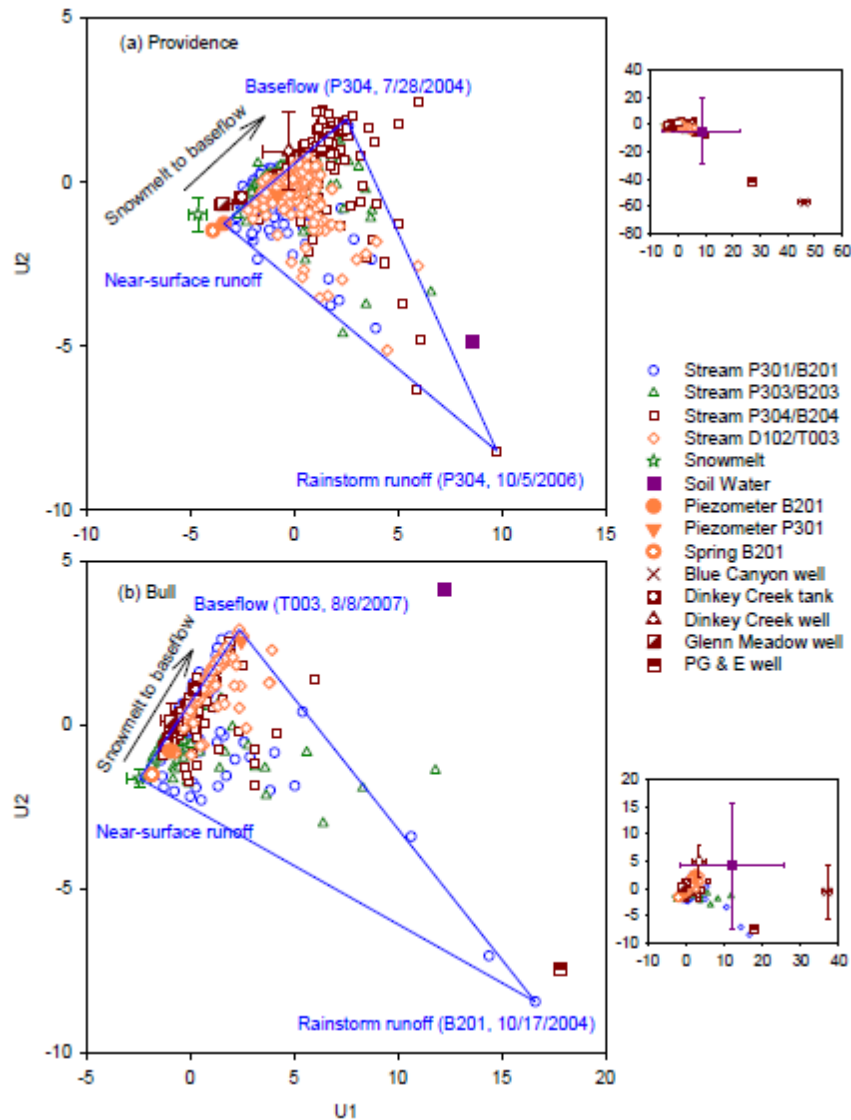 5
(a) Providence
Baseflow (P304, 7/28/2004)
Snowmelt to baseflow
0
U2
Near-surface runoff
-5
Rainstorm runoff (P304, 10/5/2006)
-10
-10 -5 0 5 10 15
40
20
0
-20
-40
-60
-80
-10 0 10 20 30 40 50 60
Stream P301/B201
Stream P303/B203
Stream P304/B204
Stream D102/T003
Snowmelt
Soil Water
Piezometer B201
Piezometer P301
Spring B201
Blue Canyon well
Dinkey Creek tank
Dinkey Creek well
Glenn Meadow well
PG & E well
5
(b) Bull
Baseflow (T003, 8/8/2007)
Snowmelt to baseflow
0
U2
Near-surface runoff
-5
Rainstorm runoff (B201, 10/17/2004)
-10
-5 0 5 10 15 20
U1
20
15
10
5
0
-5
-10
-10 0 10 20 30 40